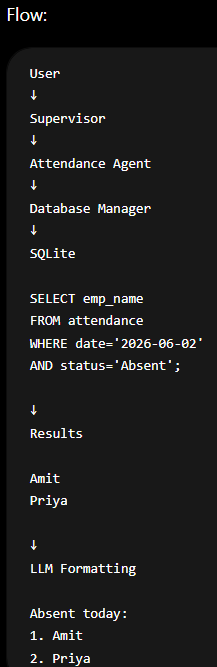 Flow:
User
↓
Supervisor
↓
Attendance Agent
↓
Database Manager
↓
SQLite
SELECT emp_name
FROM attendance
WHERE date='2026-06-02'
AND status='Absent';
↓
Results
Amit
Priya
↓
LLM Formatting
Absent today:
1. Amit
2. Priya